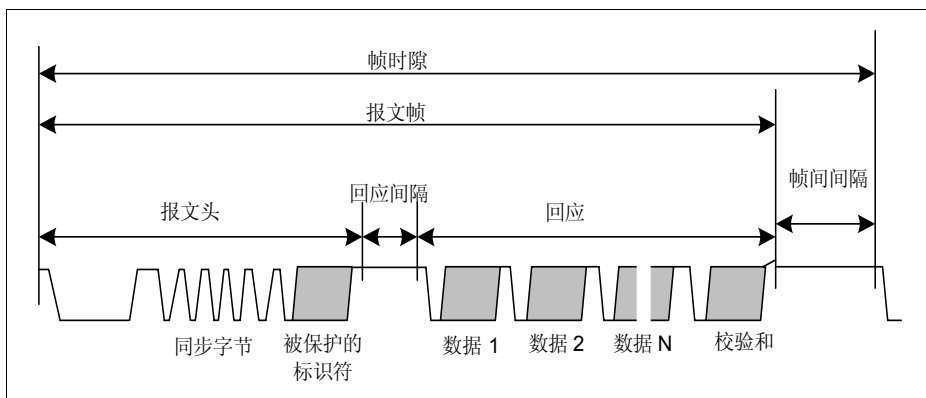 帧时隙
报文帧
帧间间隔
回应间隔
报文头
回应
同步字节
被保护的
标识符
数据 1
数据 2
数据 N
校验和